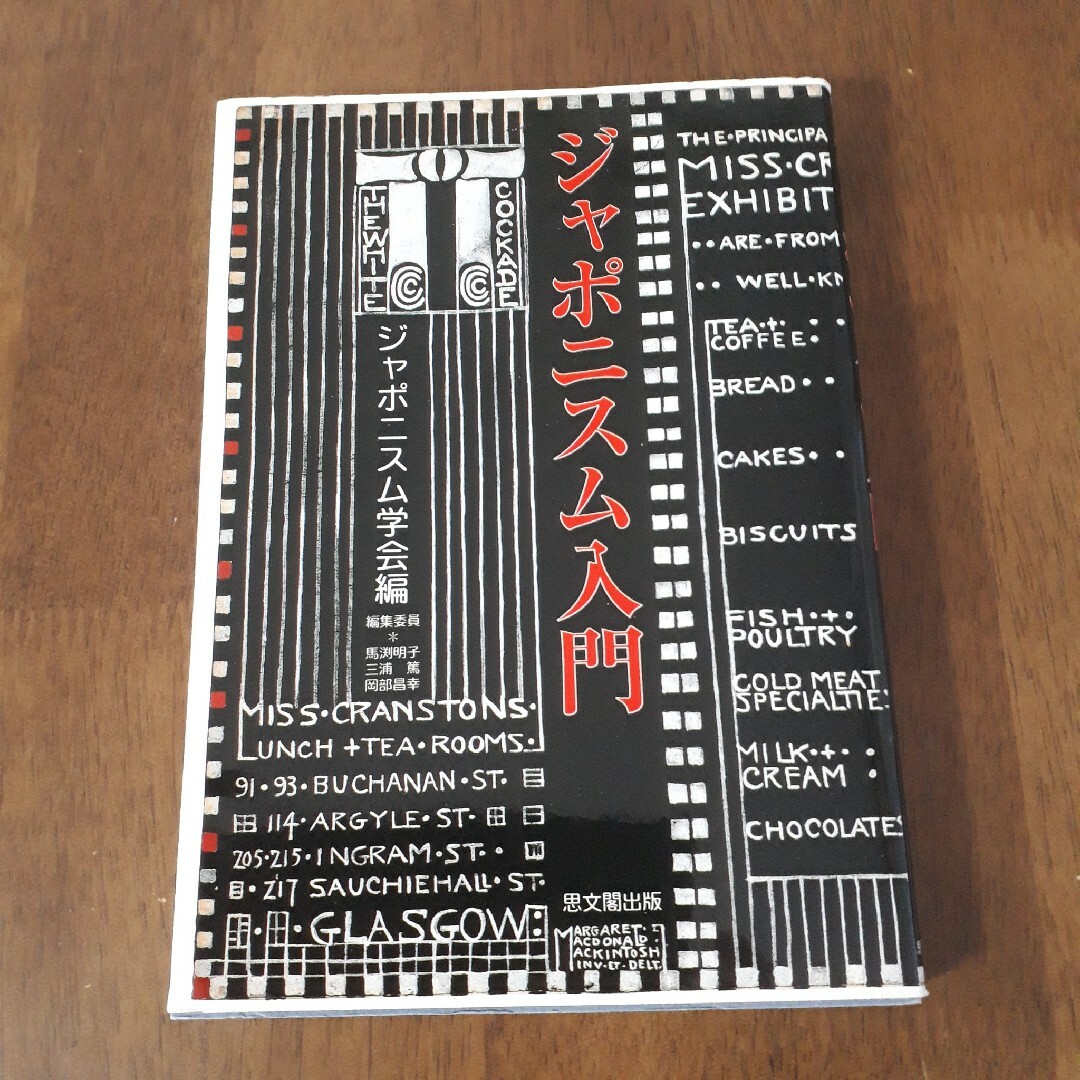 ジャポニスム入門
THE WHITE
COCKADE
ジャポニスム学会編
編集委員
*
馬渕明子
三浦 篤
岡部昌幸
MISS·CRANSTONS·
LUNCH +TEA·ROOMS·
91·93·BUCHANAN·ST·
114·ARGYLE·ST·
205·215·INGRAM·ST·
217 SAUCHIEHALL·ST·
GLASGOW:
思文閣出版
MARGARET·
MACDONALD·
MACKINTOSH
INV·ET·DELT·
THE·PRINCIPA
MISS·CR
EXHIBIT
··ARE·FROM
·· WELL·KN
TEA·+· · ·
COFFEE·
BREAD··
CAKES··
BISCUITS
FISH·+·
POULTRY
COLD MEAT
SPECIALTIE
MILK·+· ·
CREAM ·
CHOCOLATES